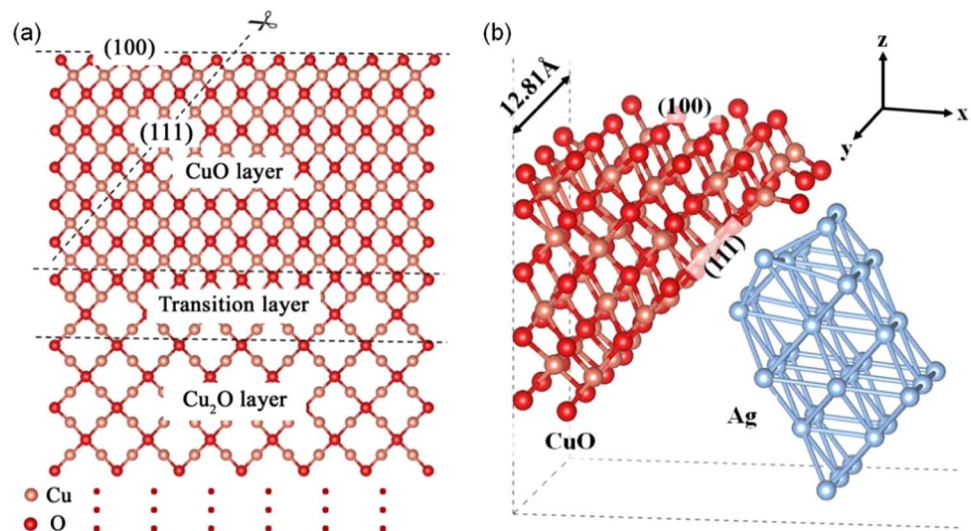 (a)
(100)
(111)
CuO layer
Transition layer
Cu₂O layer
Cu
O
(b)
12.81Å
(100)
(111)
CuO
Ag
z
x
y